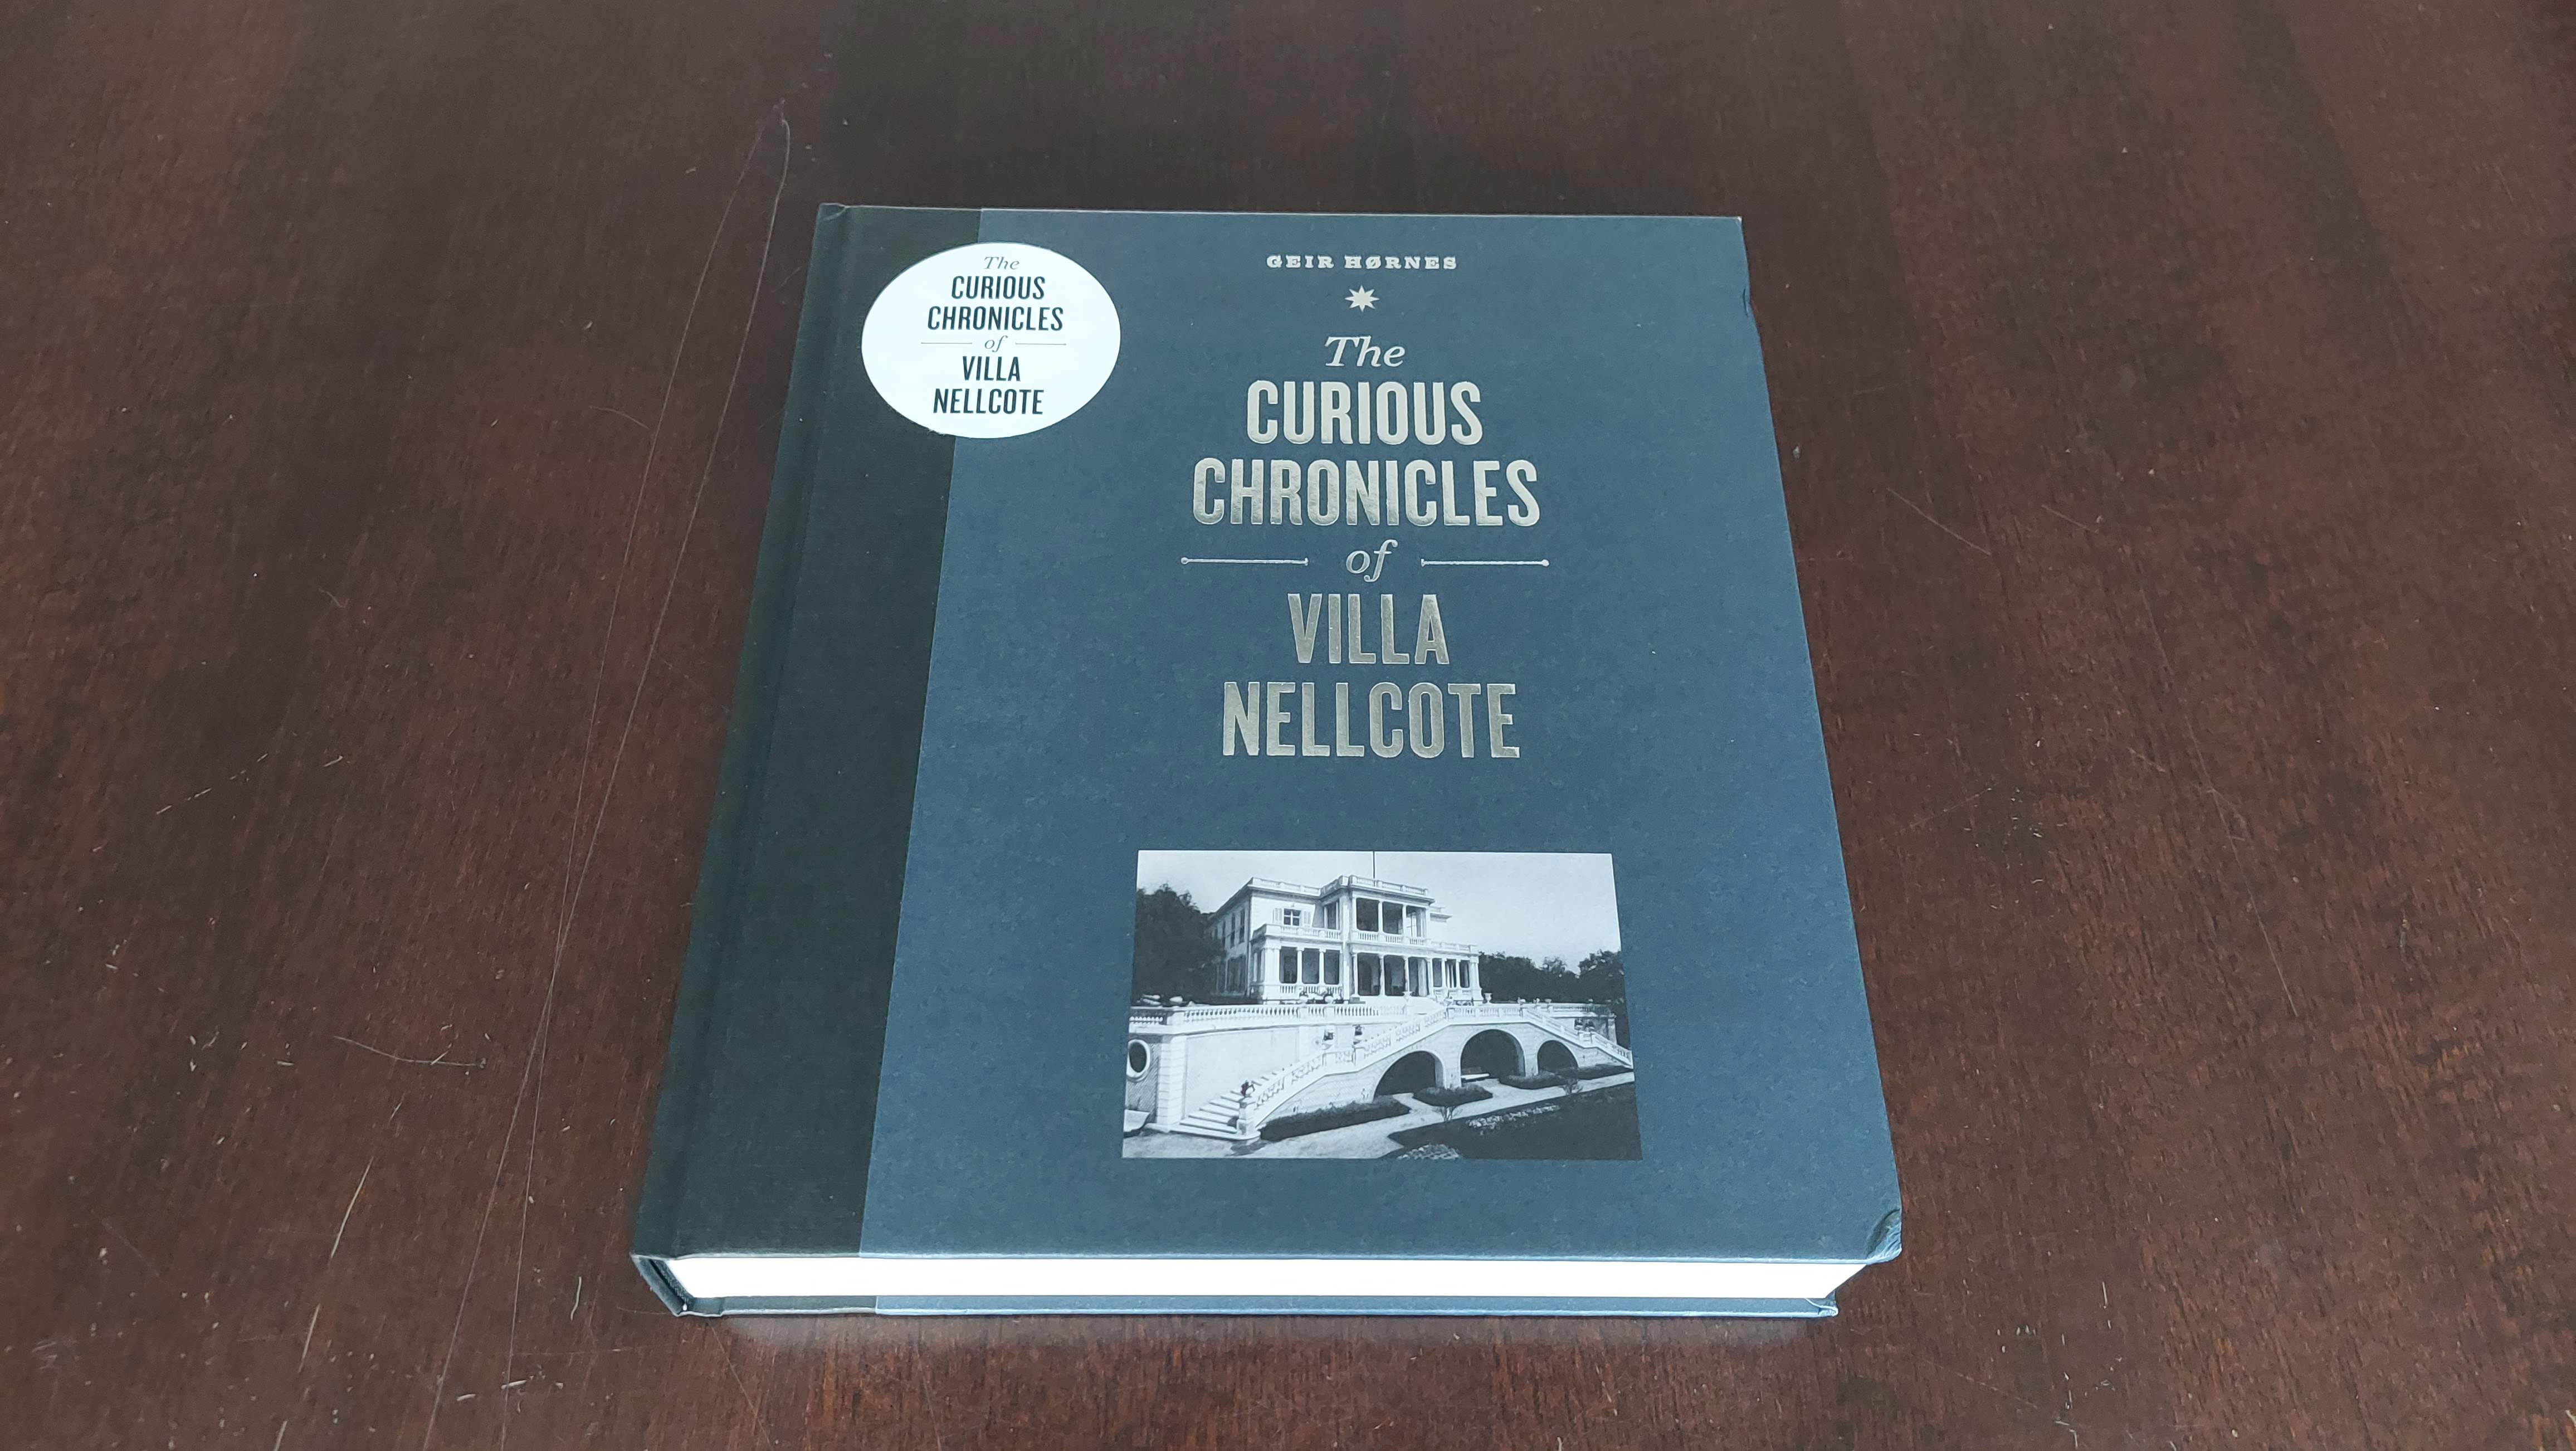 The
CURIOUS
CHRONICLES
of
VILLA
NELLCOTE
GEIR HØRNES
The
CURIOUS
CHRONICLES
of
VILLA
NELLCOTE